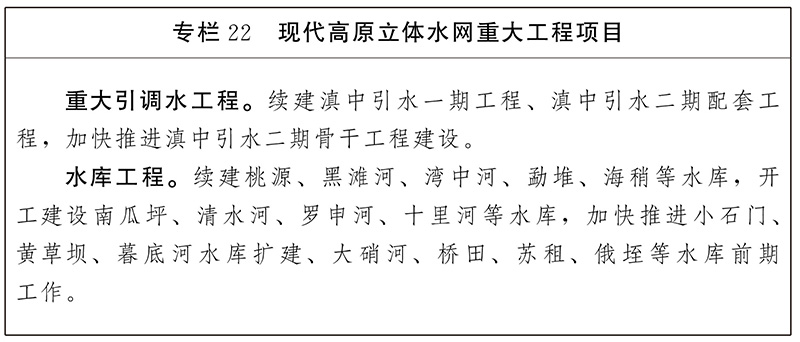 专栏 22 现代高原立体水网重大工程项目
重大引调水工程。续建滇中引水一期工程、滇中引水二期配套工
程，加快推进滇中引水二期骨干工程建设。
水库工程。续建桃源、黑滩河、湾中河、勐堆、海稍等水库，开
工建设南瓜坪、清水河、罗申河、十里河等水库，加快推进小石门、
黄草坝、暮底河水库扩建、大硝河、桥田、苏租、俄垤等水库前期
工作。